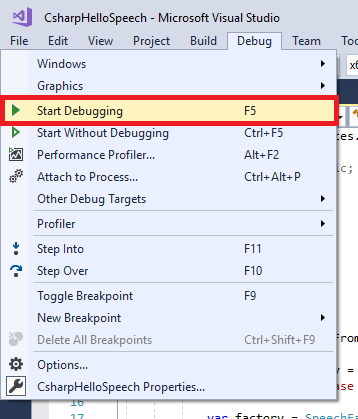 CsharpHelloSpeech - Microsoft Visual Studio
File Edit View Project Build Debug Team Too
Windows
Graphics
Start Debugging F5
Start Without Debugging Ctrl+F5
Performance Profiler... Alt+F2
Attach to Process... Ctrl+Alt+P
Other Debug Targets
Profiler
Step Into F11
Step Over F10
Toggle Breakpoint F9
New Breakpoint
Delete All Breakpoints Ctrl+Shift+F9
Options...
CsharpHelloSpeech Properties...
16
17 var factory = SpeechFa